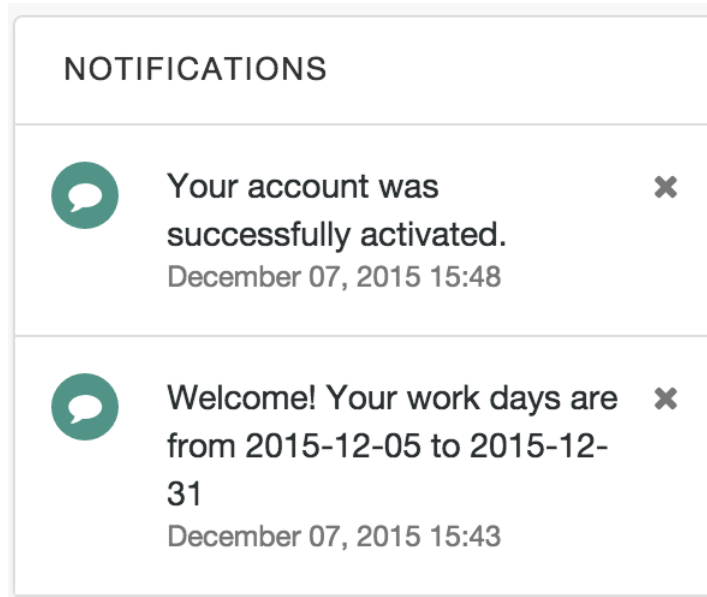 NOTIFICATIONS
Your account was
successfully activated.
December 07, 2015 15:48
Welcome! Your work days are
from 2015-12-05 to 2015-12-
31
December 07, 2015 15:43